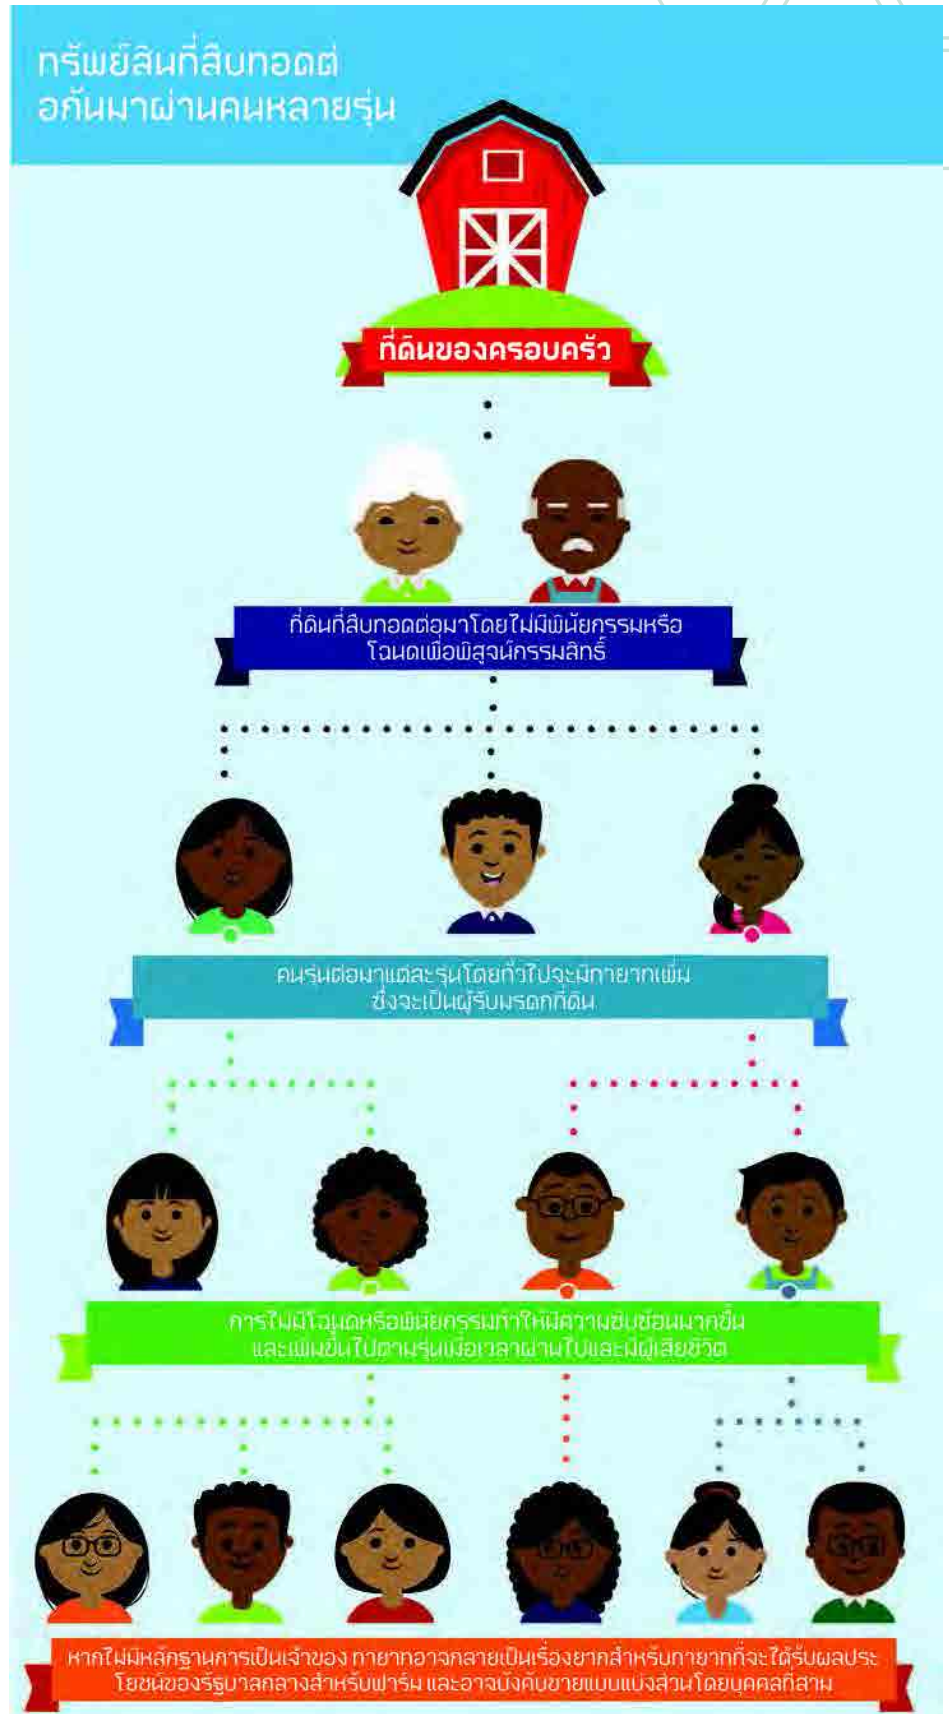 ทรัพย์สินที่สืบทอดต่
อกันมาผ่านคนหลายรุ่น
ที่ดินของครอบครัว
ที่ดินที่สืบทอดต่อมาโดยไม่มีพินัยกรรมหรือ
โฉนดเพื่อพิสูจน์กรรมสิทธิ์
คนรุ่นต่อมาแต่ละรุ่นโดยทั่วไปจะมีทายาทเพิ่ม
ซึ่งจะเป็นผู้รับมรดกที่ดิน
การไม่มีโฉนดหรือพินัยกรรมทำให้มีความซับซ้อนมากขึ้น
และเพิ่มขึ้นไปตามรุ่นเมื่อเวลาผ่านไปและมีผู้เสียชีวิต
หากไม่มีหลักฐานการเป็นเจ้าของ ทายาทอาจกลายเป็นเรื่องยากสำหรับทายาทที่จะได้รับผลประ
โยชน์ของรัฐบาลกลางสำหรับฟาร์ม และอาจบังคับขายแบบแบ่งส่วนโดยบุคคลที่สาม